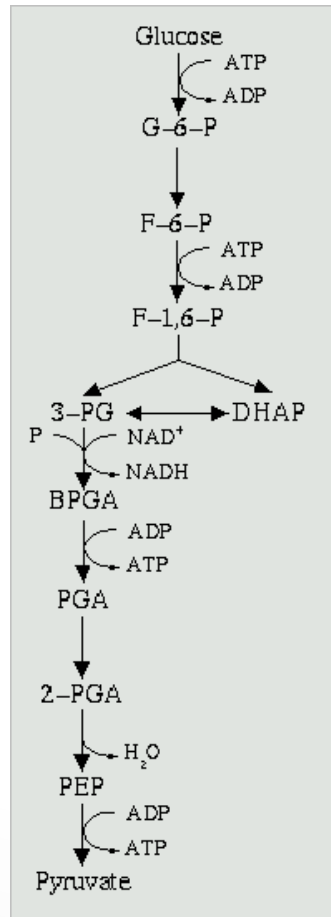 Glucose
ATP
ADP
G-6-P
F-6-P
ATP
ADP
F-1,6-P
3-PG
DHAP
P
NAD⁺
NADH
BPGA
ADP
ATP
PGA
2-PGA
H₂O
PEP
ADP
ATP
Pyruvate